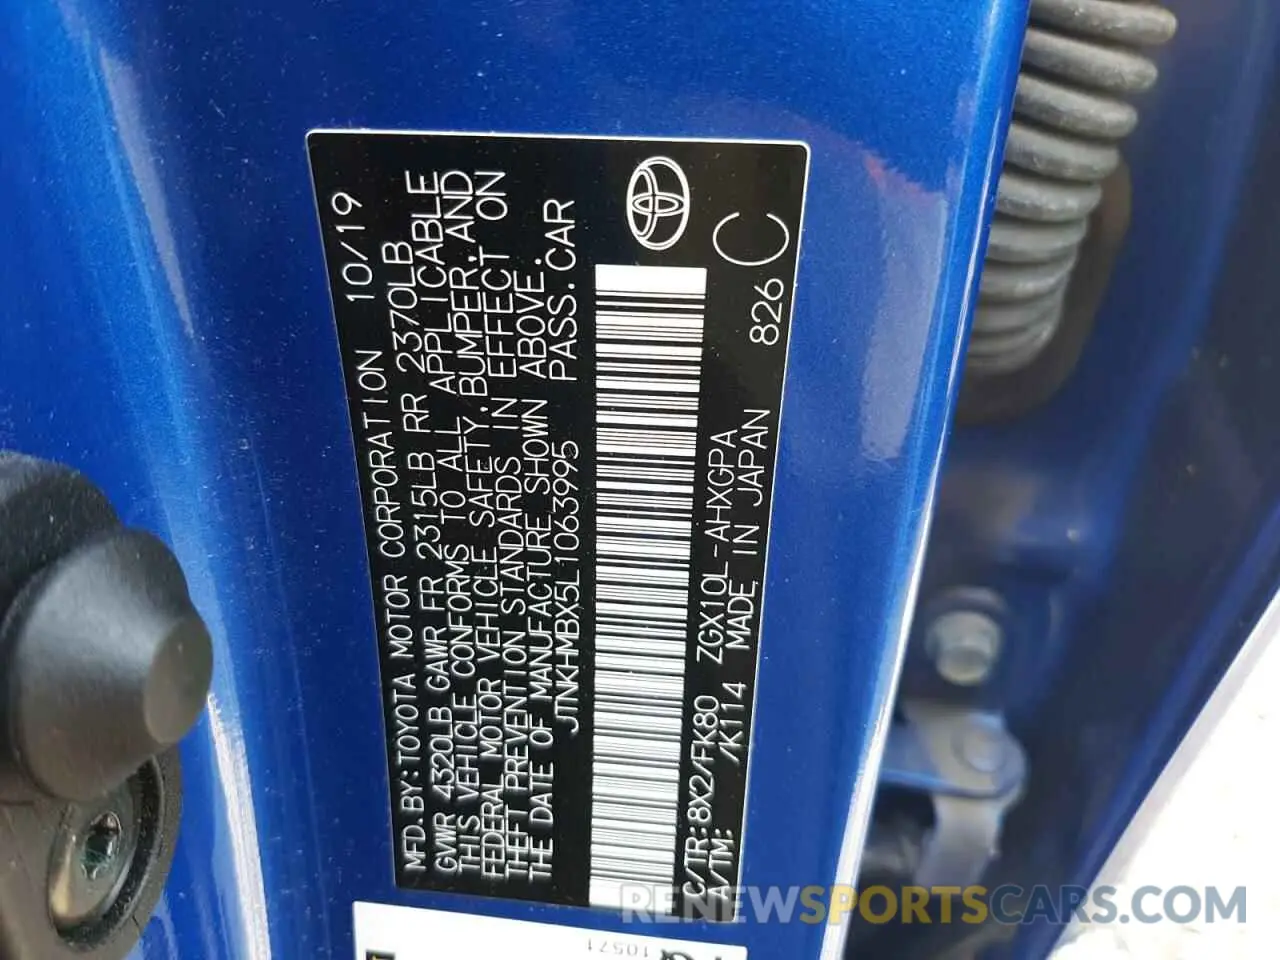 MFD.BY:TOYOTA MOTOR CORPORATION 10/19
GVWR 4320LB GAWR FR 2315LB RR 2370LB
THIS VEHICLE CONFORMS TO ALL APPLICABLE
FEDERAL MOTOR VEHICLE SAFETY,BUMPER,AND
THEFT PREVENTION STANDARDS IN EFFECT ON
THE DATE OF MANUFACTURE SHOWN ABOVE.
JTNKHMBX5L1063995 PASS.CAR
C/TR:8X2/FK80 ZGX10L-AHXGPA 826 C
A/TM: /K114 MADE IN JAPAN
10571
RENEWSPORTSCARS.COM